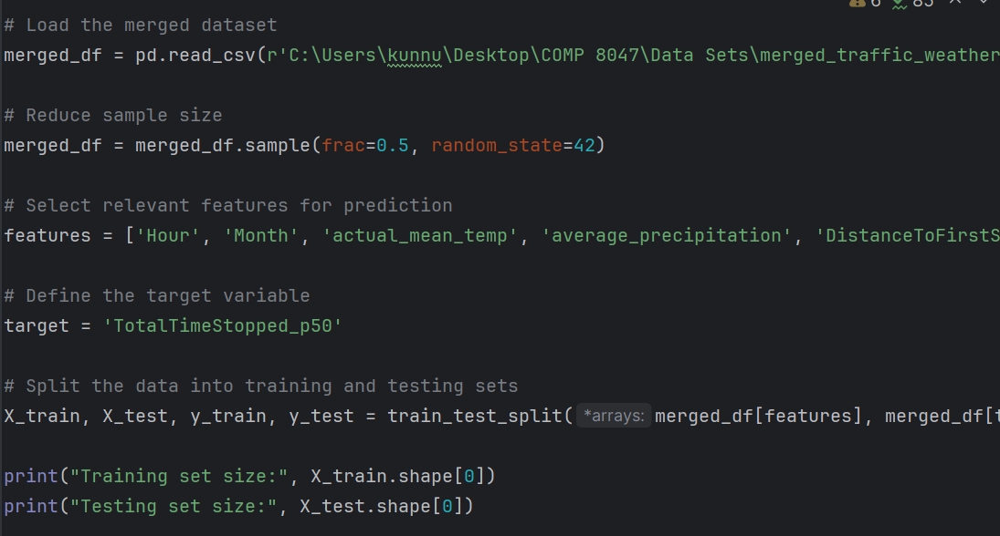 6 85
# Load the merged dataset
merged_df = pd.read_csv(r'C:\Users\kunnu\Desktop\COMP 8047\Data Sets\merged_traffic_weather
# Reduce sample size
merged_df = merged_df.sample(frac=0.5, random_state=42)
# Select relevant features for prediction
features = ['Hour', 'Month', 'actual_mean_temp', 'average_precipitation', 'DistanceToFirstS
# Define the target variable
target = 'TotalTimeStopped_p50'
# Split the data into training and testing sets
X_train, X_test, y_train, y_test = train_test_split( *arrays: merged_df[features], merged_df[t
print("Training set size:", X_train.shape[0])
print("Testing set size:", X_test.shape[0])